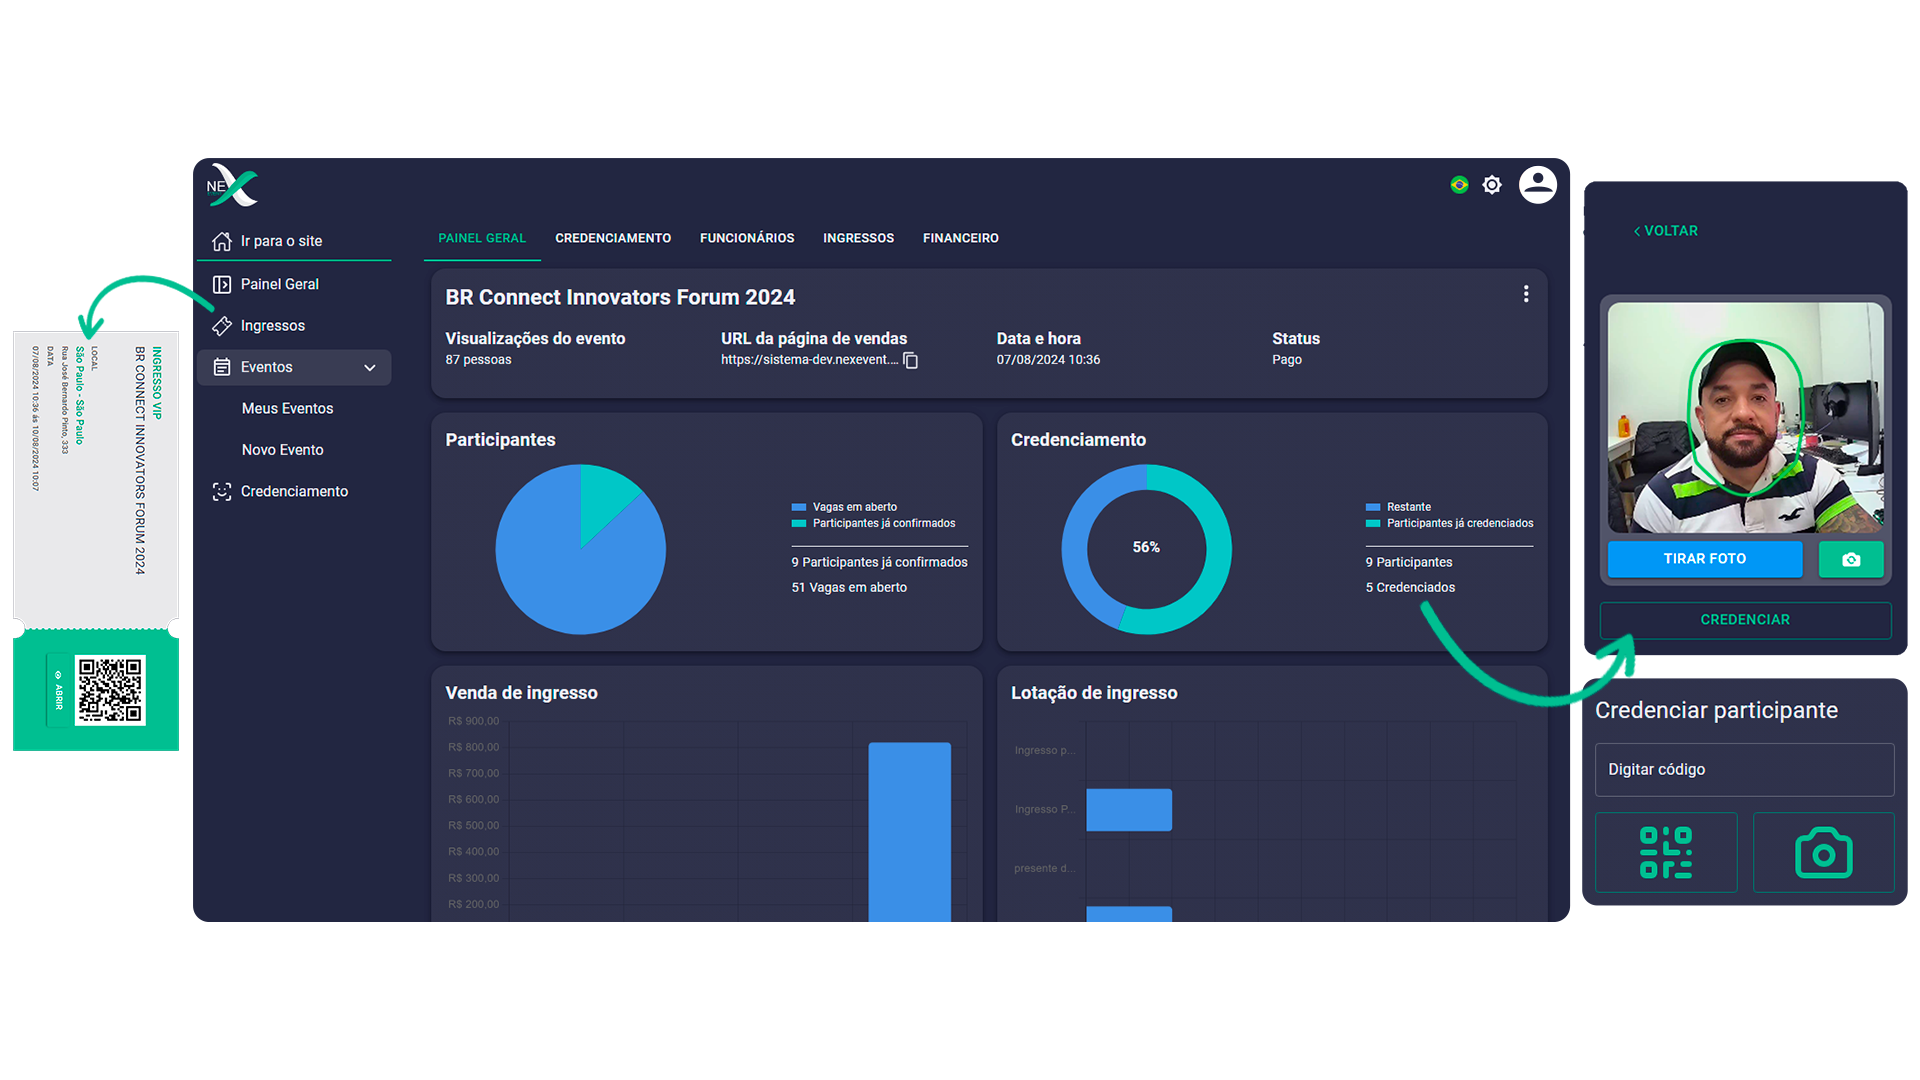 INGRESSO VIP
BR CONNECT INNOVATORS FORUM 2024
LOCAL
São Paulo - São Paulo
Rua José Bernardo Pinto, 333
DATA
07/08/2024 10:36 ás 10/08/2024 10:07
ABRIR
NEX
Ir para o site
Painel Geral
Ingressos
Eventos
Meus Eventos
Novo Evento
Credenciamento
PAINEL GERAL
CREDENCIAMENTO
FUNCIONÁRIOS
INGRESSOS
FINANCEIRO
BR Connect Innovators Forum 2024
Visualizações do evento
87 pessoas
URL da página de vendas
https://sistema-dev.nexevent....
Data e hora
07/08/2024 10:36
Status
Pago
Participantes
Vagas em aberto
Participantes já confirmados
9 Participantes já confirmados
51 Vagas em aberto
Credenciamento
56%
Restante
Participantes já credenciados
9 Participantes
5 Credenciados
Venda de ingresso
R$ 900,00
R$ 800,00
R$ 700,00
R$ 600,00
R$ 500,00
R$ 400,00
R$ 300,00
R$ 200,00
Lotação de ingresso
Ingresso p...
Ingresso P...
presente d...
VOLTAR
TIRAR FOTO
CREDENCIAR
Credenciar participante
Digitar código